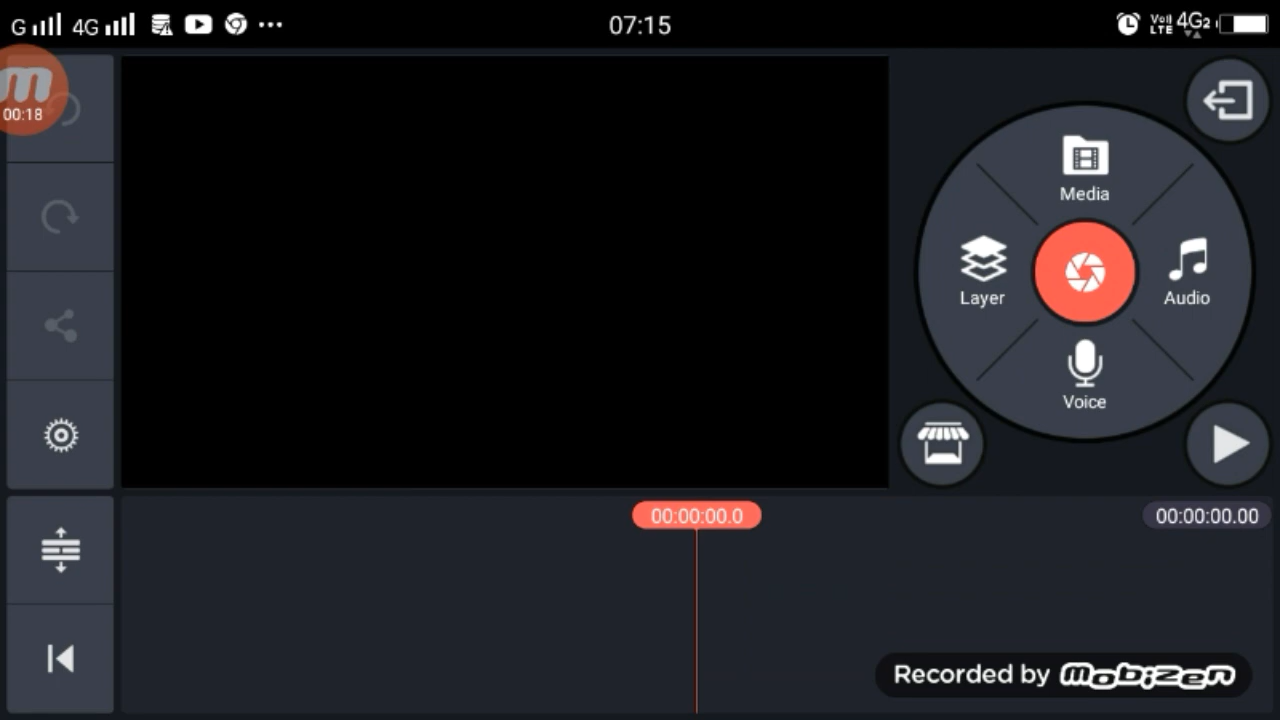 G 4G 07:15 VoII LTE 4G2
m
00:18
Media
Layer
Audio
Voice
00:00:00.0
00:00:00.00
Recorded by mobizen